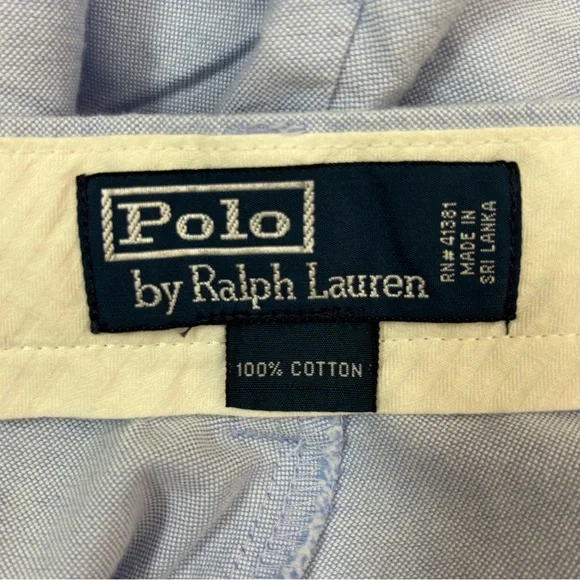 Polo
by Ralph Lauren
RN# 41381
MADE IN
SRI LANKA
100% COTTON